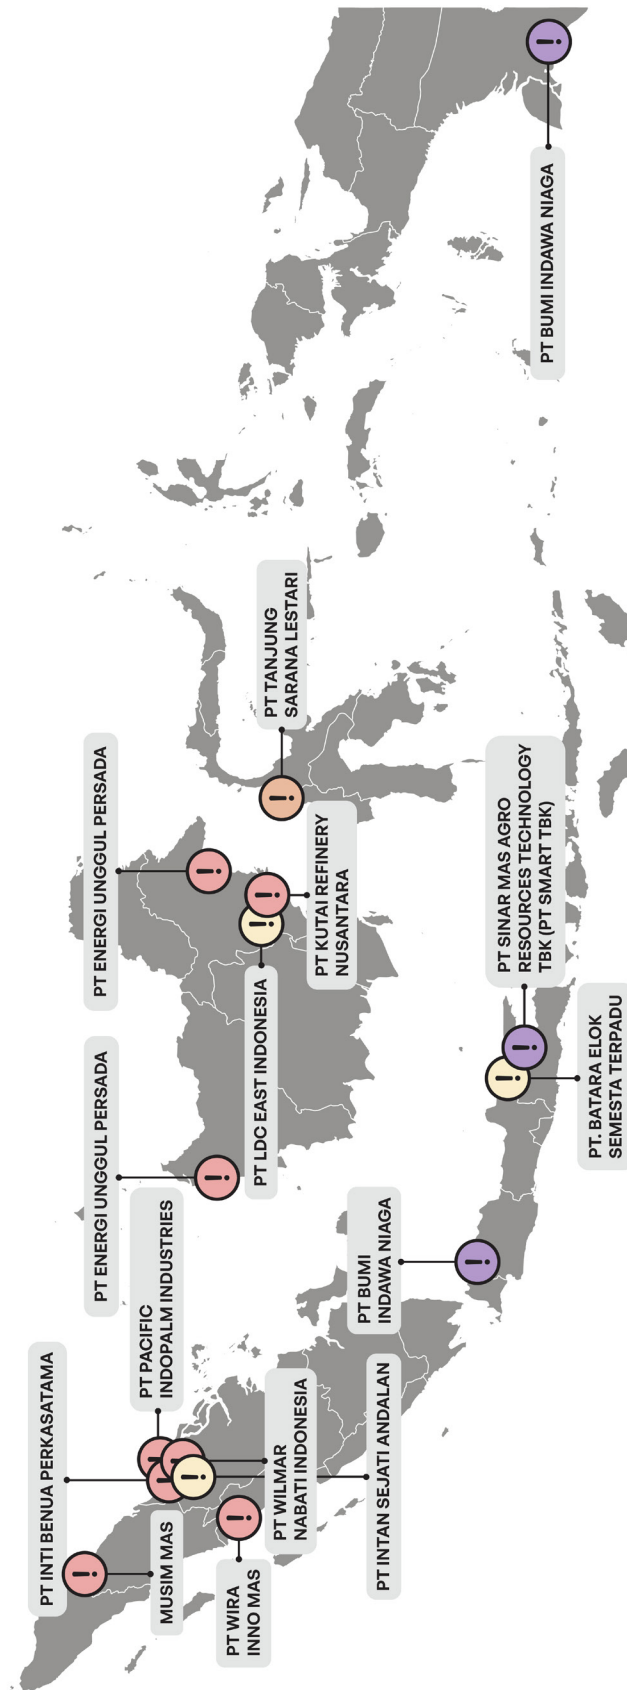 PT INTI BENUA PERKASATAMA
MUSIM MAS
PT PACIFIC
INDOPALM INDUSTRIES
PT WIRA
INNO MAS
PT WILMAR
NABATI INDONESIA
PT INTAN SEJATI ANDALAN
PT ENERGI UNGGUL PERSADA
PT ENERGI UNGGUL PERSADA
PT LDC EAST INDONESIA
PT KUTAI REFINERY
NUSANTARA
PT TANJUNG
SARANA LESTARI
PT BUMI
INDAWA NIAGA
PT SINAR MAS AGRO
RESOURCES TECHNOLOGY
TBK (PT SMART TBK)
PT. BATARA ELOK
SEMESTA TERPADU
PT BUMI INDAWA NIAGA